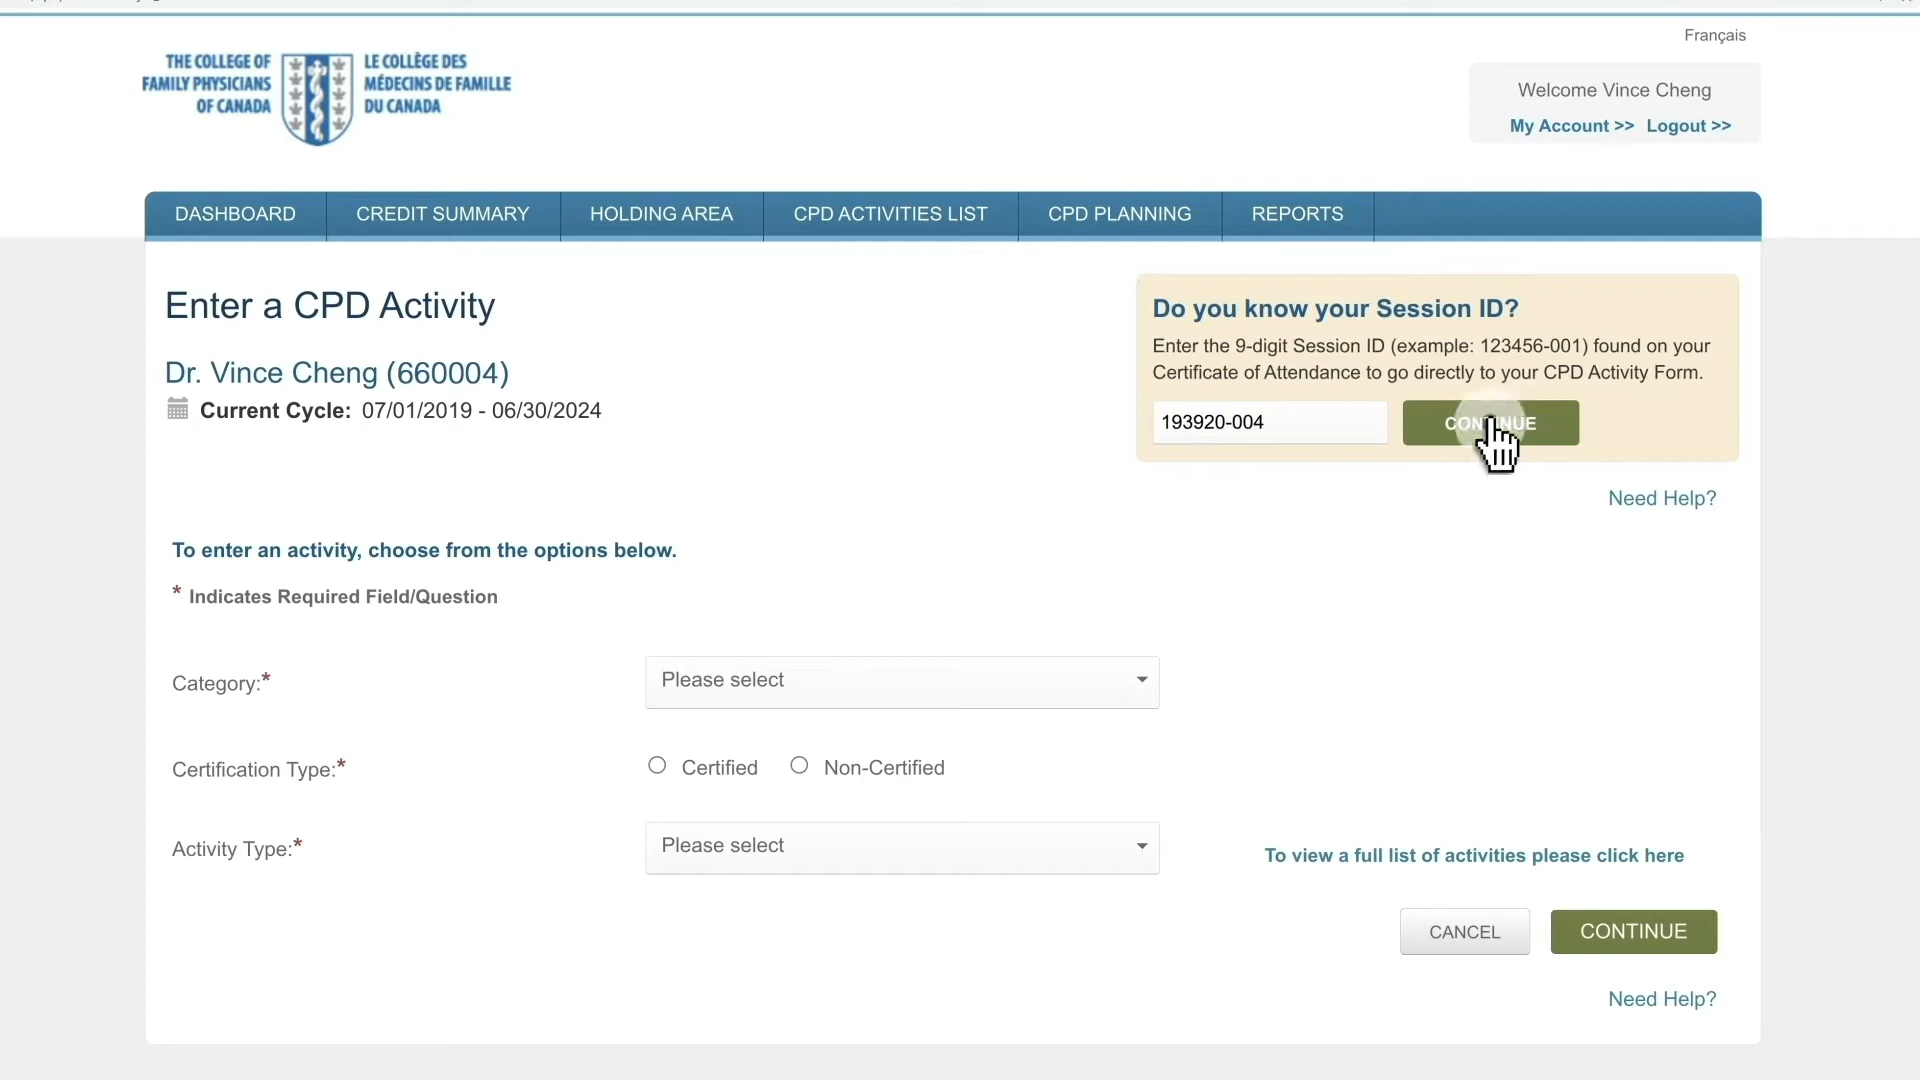 Français
THE COLLEGE OF
FAMILY PHYSICIANS
OF CANADA
LE COLLÈGE DES
MÉDECINS DE FAMILLE
DU CANADA
Welcome Vince Cheng
My Account >> Logout >>
DASHBOARD CREDIT SUMMARY HOLDING AREA CPD ACTIVITIES LIST CPD PLANNING REPORTS
Enter a CPD Activity
Dr. Vince Cheng (660004)
Current Cycle: 07/01/2019 - 06/30/2024
Do you know your Session ID?
Enter the 9-digit Session ID (example: 123456-001) found on your
Certificate of Attendance to go directly to your CPD Activity Form.
193920-004 CONTINUE
Need Help?
To enter an activity, choose from the options below.
* Indicates Required Field/Question
Category:* Please select
Certification Type:* Certified Non-Certified
Activity Type:* Please select
To view a full list of activities please click here
CANCEL CONTINUE
Need Help?